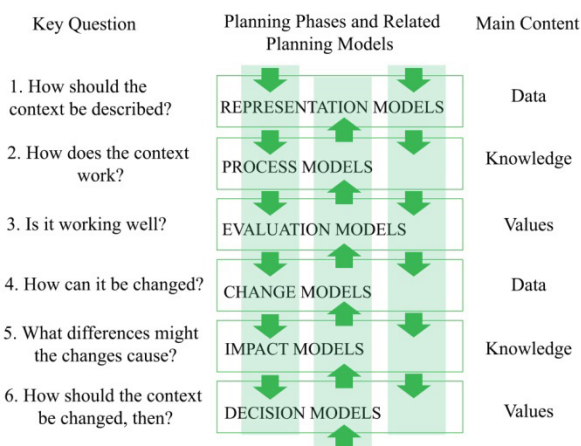 Key Question
Planning Phases and Related
Planning Models
Main Content
1. How should the
context be described?
REPRESENTATION MODELS
Data
2. How does the context
work?
PROCESS MODELS
Knowledge
3. Is it working well?
EVALUATION MODELS
Values
4. How can it be changed?
CHANGE MODELS
Data
5. What differences might
the changes cause?
IMPACT MODELS
Knowledge
6. How should the context
be changed, then?
DECISION MODELS
Values